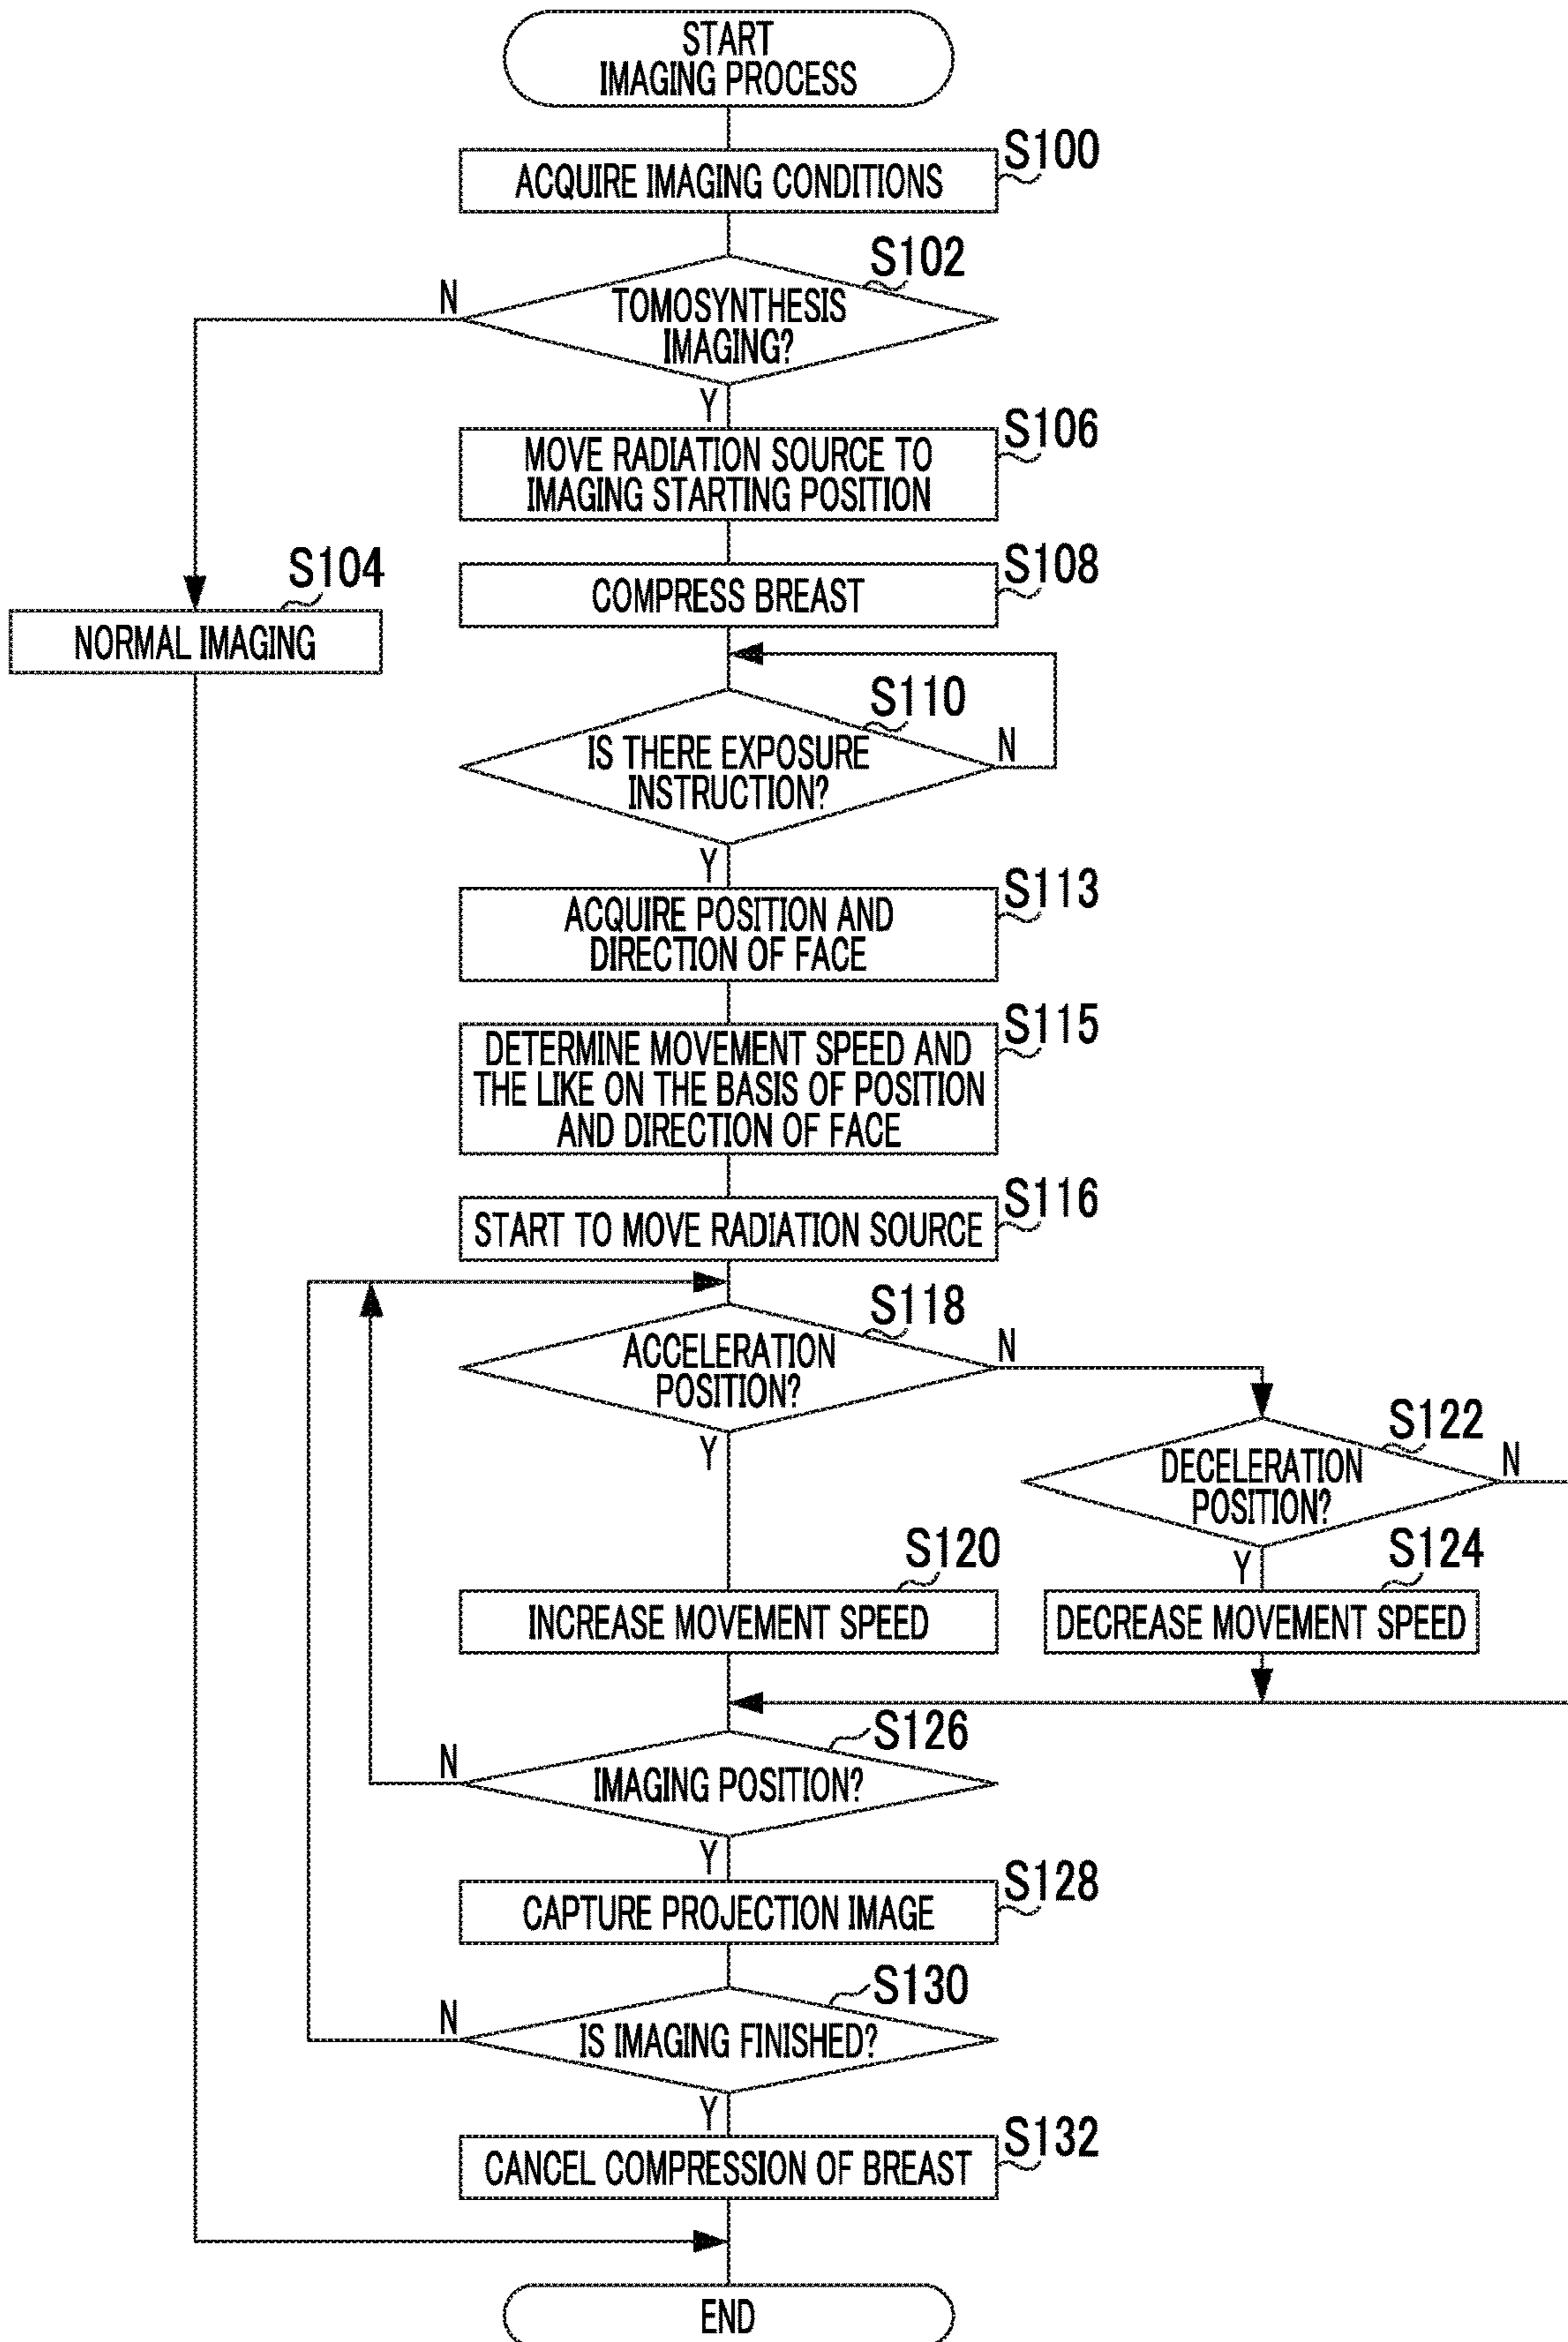 START
IMAGING PROCESS
S100
ACQUIRE IMAGING CONDITIONS
S102
N
TOMOSYNTHESIS
IMAGING?
Y
S106
MOVE RADIATION SOURCE TO
IMAGING STARTING POSITION
S104
NORMAL IMAGING
S108
COMPRESS BREAST
S110
IS THERE EXPOSURE
INSTRUCTION?
N
Y
S113
ACQUIRE POSITION AND
DIRECTION OF FACE
S115
DETERMINE MOVEMENT SPEED AND
THE LIKE ON THE BASIS OF POSITION
AND DIRECTION OF FACE
S116
START TO MOVE RADIATION SOURCE
S118
ACCELERATION
POSITION?
N
Y
S122
DECELERATION
POSITION?
N
Y
S120
INCREASE MOVEMENT SPEED
S124
DECREASE MOVEMENT SPEED
S126
N
IMAGING POSITION?
Y
S128
CAPTURE PROJECTION IMAGE
S130
N
IS IMAGING FINISHED?
Y
S132
CANCEL COMPRESSION OF BREAST
END